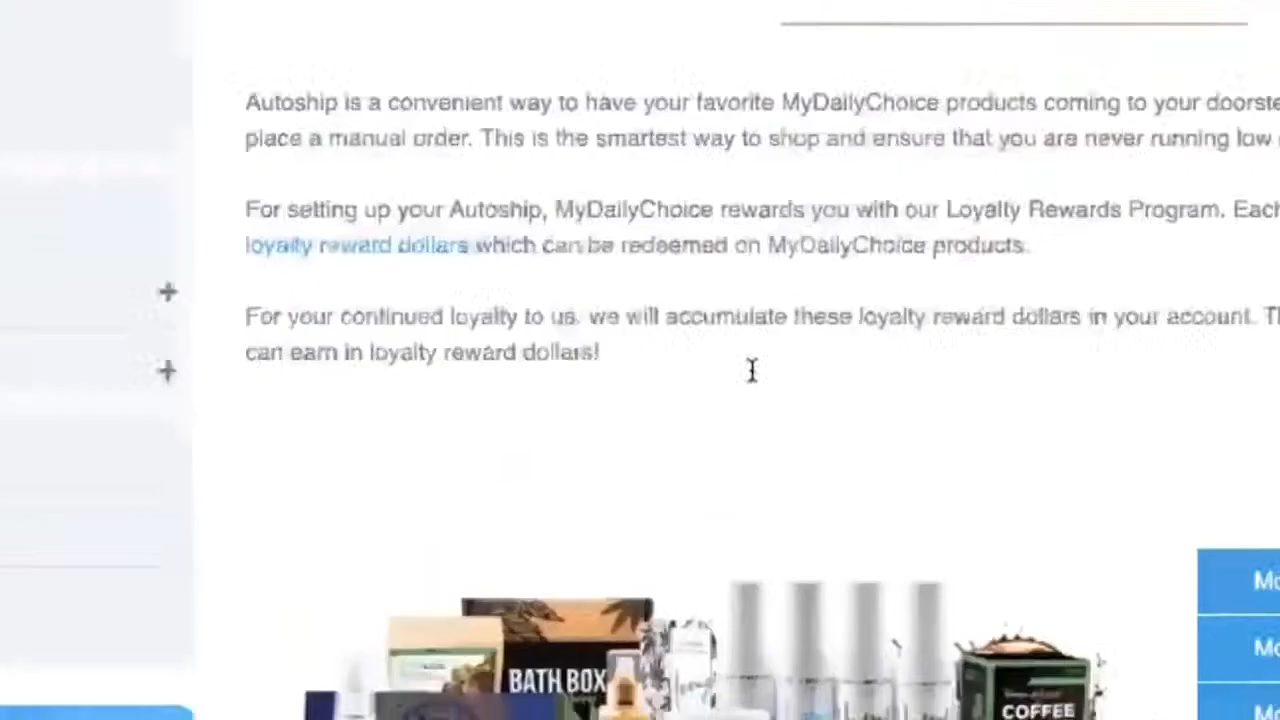 Autoship is a convenient way to have your favorite MyDailyChoice products coming to your doorste
place a manual order. This is the smartest way to shop and ensure that you are never running low
For setting up your Autoship, MyDailyChoice rewards you with our Loyalty Rewards Program. Each
loyalty reward dollars which can be redeemed on MyDailyChoice products.
For your continued loyalty to us, we will accumulate these loyalty reward dollars in your account. Th
can earn in loyalty reward dollars!
Mo
Mo
Mo
BATH BOX
COFFEE